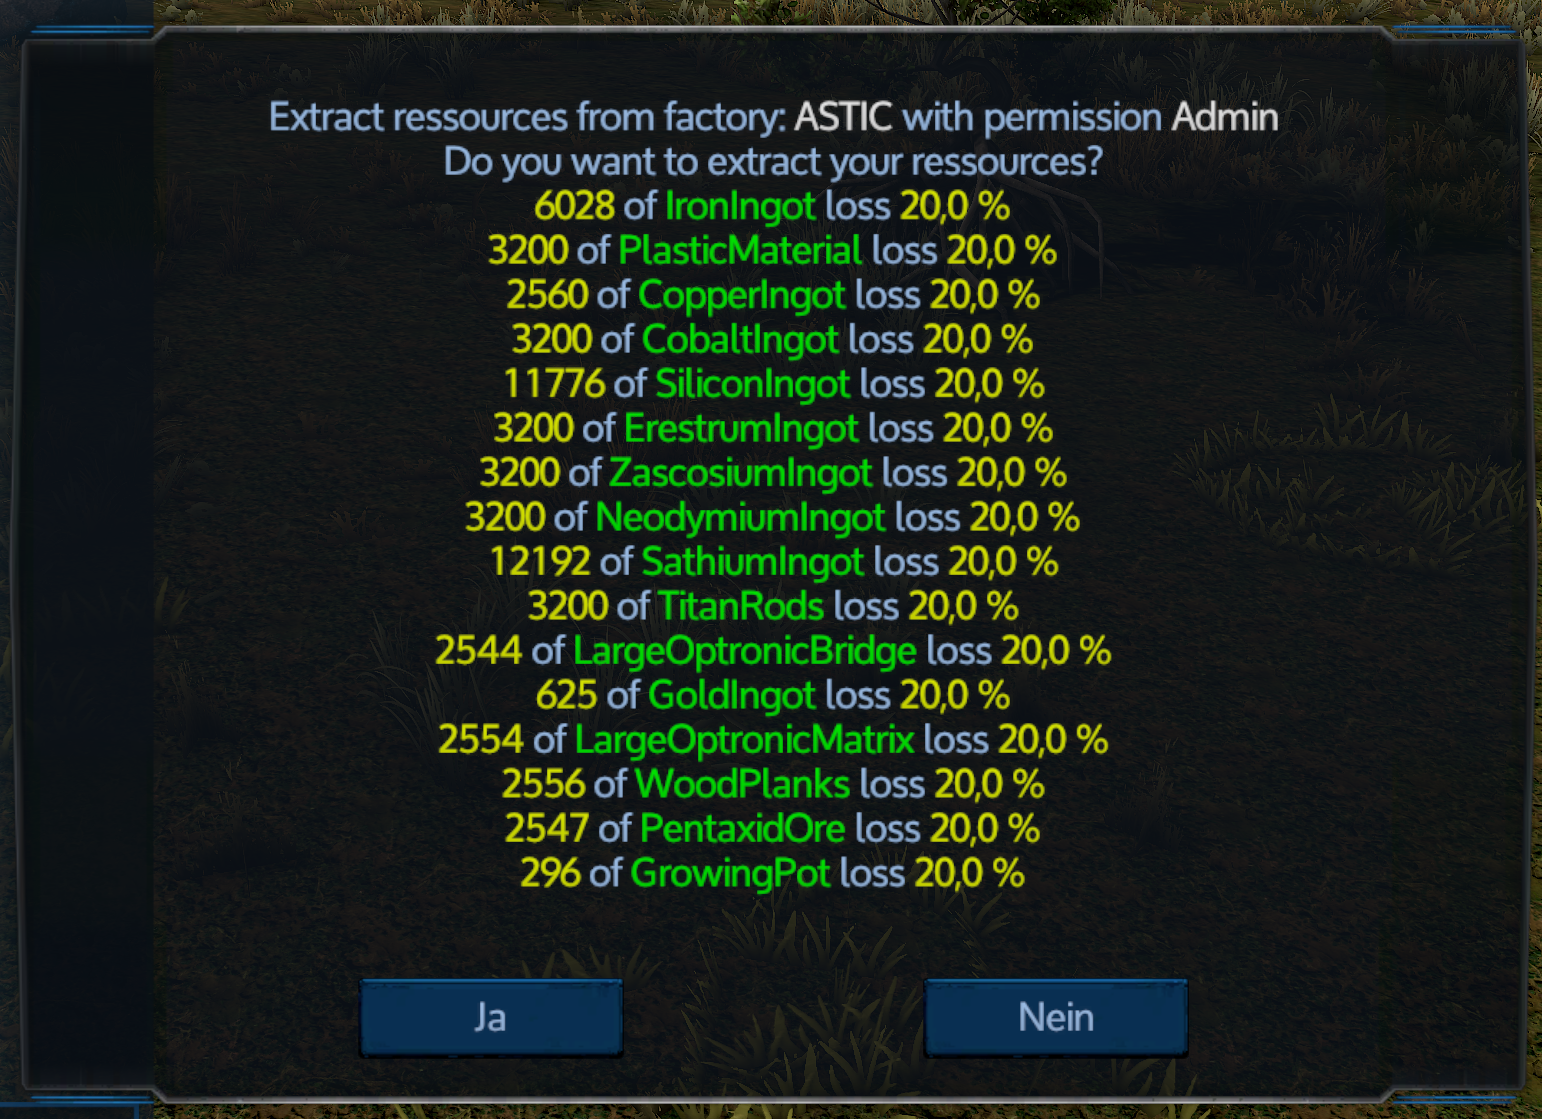 Extract ressources from factory: ASTIC with permission Admin
Do you want to extract your ressources?
6028 of IronIngot loss 20,0 %
3200 of PlasticMaterial loss 20,0 %
2560 of CopperIngot loss 20,0 %
3200 of CobaltIngot loss 20,0 %
11776 of SiliconIngot loss 20,0 %
3200 of ErestrumIngot loss 20,0 %
3200 of ZascosiumIngot loss 20,0 %
3200 of NeodymiumIngot loss 20,0 %
12192 of SathiumIngot loss 20,0 %
3200 of TitanRods loss 20,0 %
2544 of LargeOptronicBridge loss 20,0 %
625 of GoldIngot loss 20,0 %
2554 of LargeOptronicMatrix loss 20,0 %
2556 of WoodPlanks loss 20,0 %
2547 of PentaxidOre loss 20,0 %
296 of GrowingPot loss 20,0 %
Ja
Nein